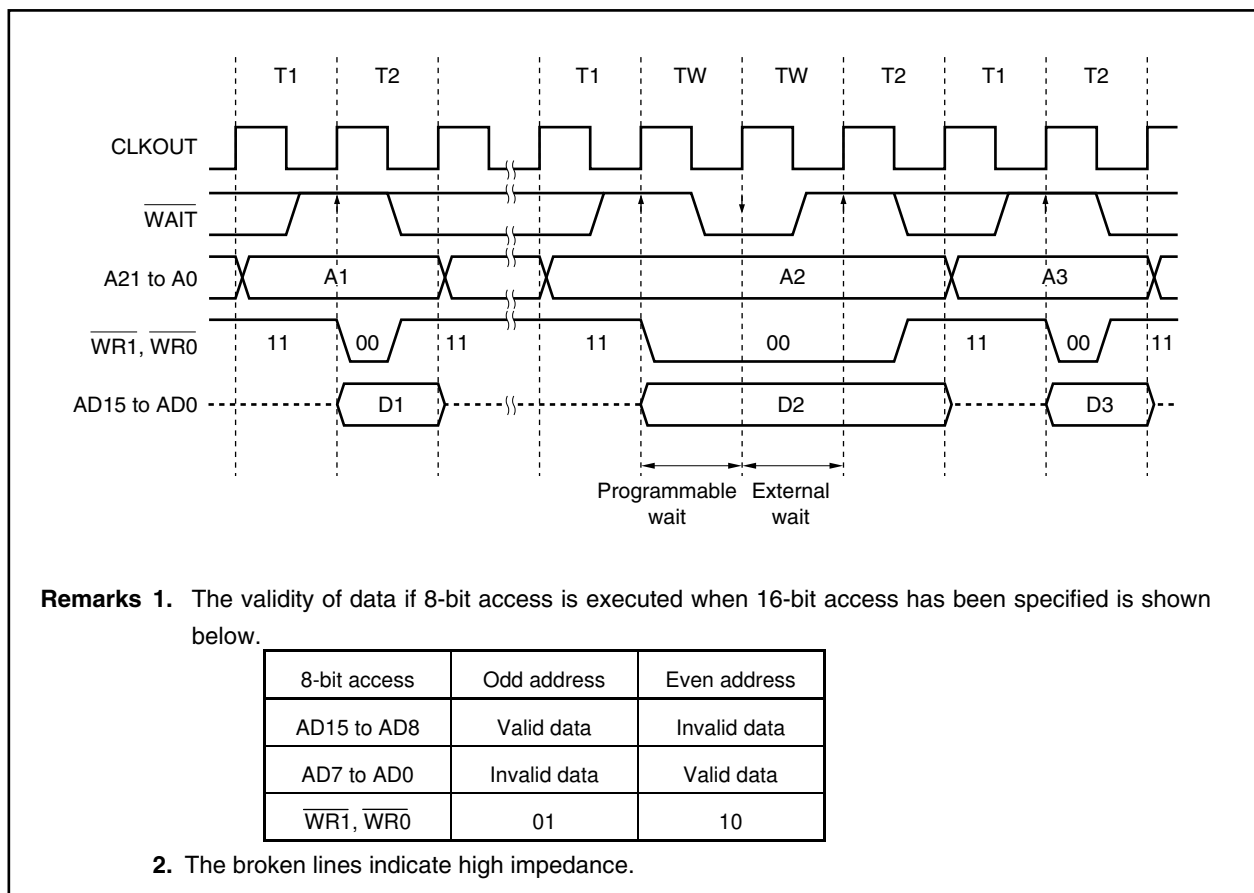 T1 T2 T1 TW TW T2 T1 T2
CLKOUT
WAIT
A21 to A0 A1 A2 A3
WR1, WR0 11 00 11 11 00 11 00 11
AD15 to AD0 D1 D2 D3
Programmable wait
External wait
Remarks 1. The validity of data if 8-bit access is executed when 16-bit access has been specified is shown
below.
8-bit access Odd address Even address
AD15 to AD8 Valid data Invalid data
AD7 to AD0 Invalid data Valid data
WR1, WR0 01 10
2. The broken lines indicate high impedance.